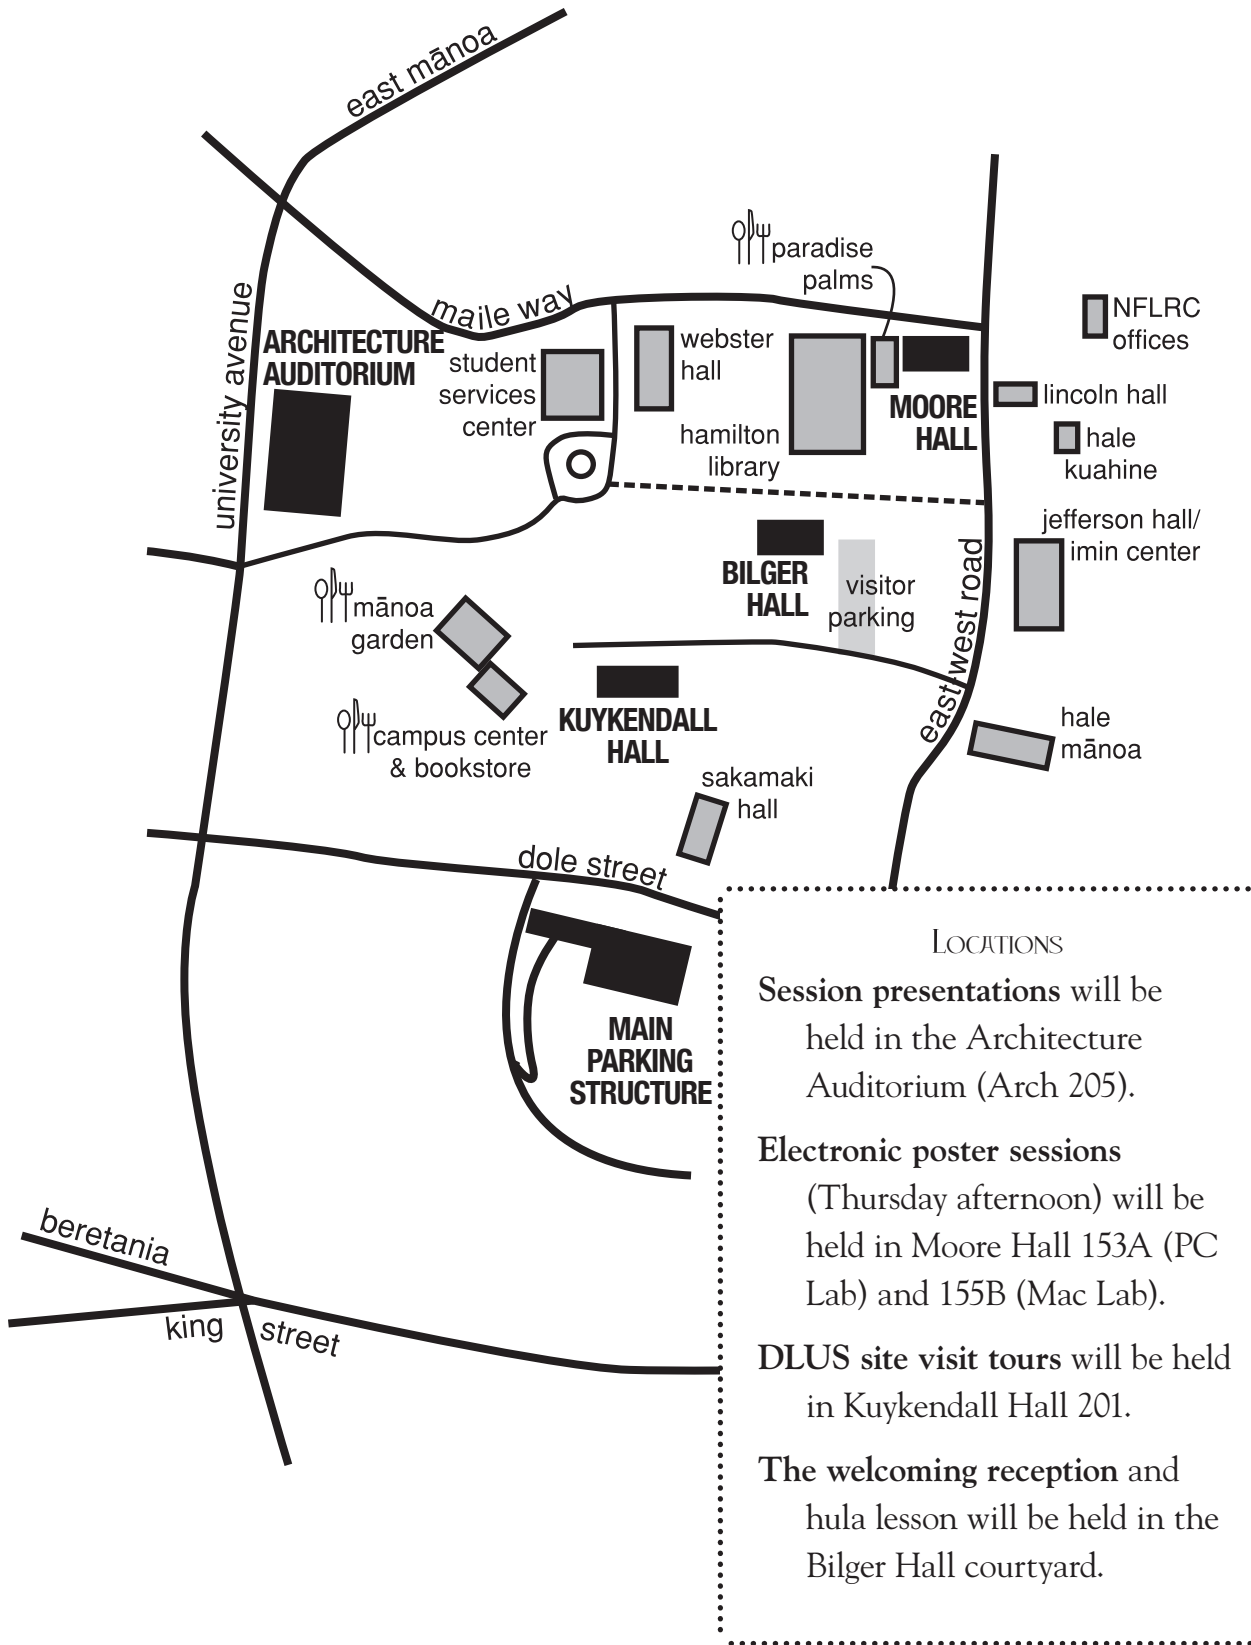 east mānoa
university avenue
maile way
paradise
palms
NFLRC
offices
ARCHITECTURE
AUDITORIUM
student
services
center
webster
hall
hamilton
library
MOORE
HALL
lincoln hall
hale
kuahine
jefferson hall/
imin center
BILGER
HALL
visitor
parking
east-west road
mānoa
garden
campus center
& bookstore
KUYKENDALL
HALL
hale
mānoa
sakamaki
hall
dole street
MAIN
PARKING
STRUCTURE
beretania
king street
Locations
Session presentations will be
held in the Architecture
Auditorium (Arch 205).
Electronic poster sessions
(Thursday afternoon) will be
held in Moore Hall 153A (PC
Lab) and 155B (Mac Lab).
DLUS site visit tours will be held
in Kuykendall Hall 201.
The welcoming reception and
hula lesson will be held in the
Bilger Hall courtyard.